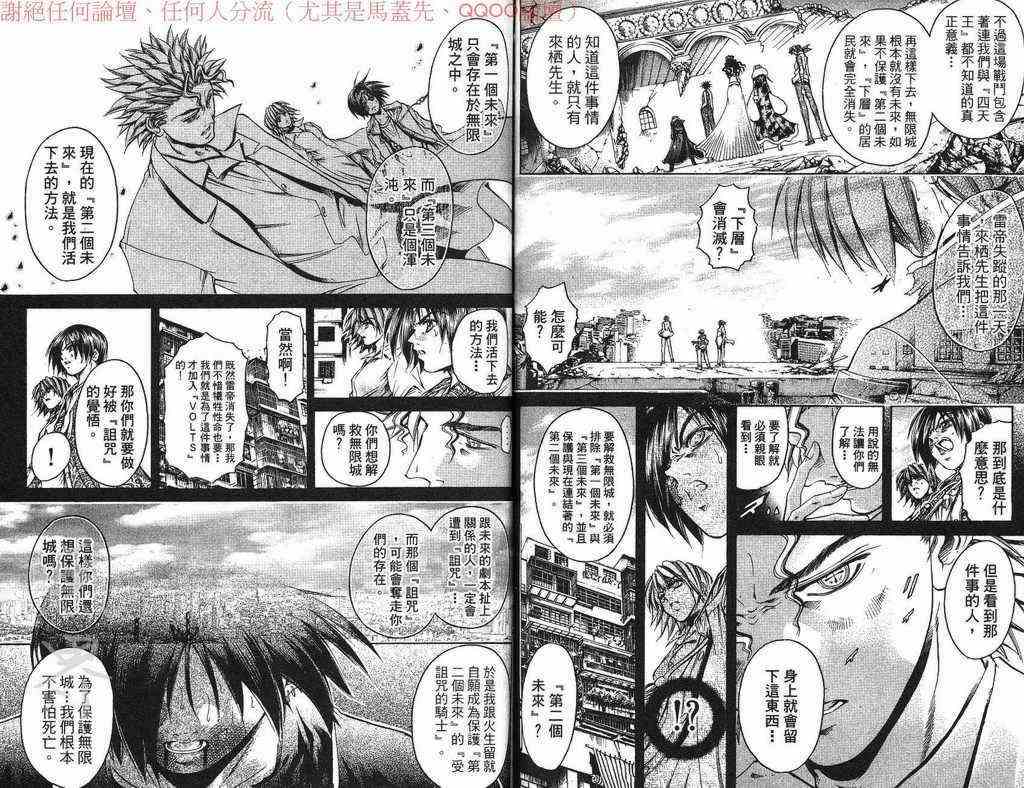 謝絕任何論壇、任何人分流（尤其是馬蓋先、
不過這場戰鬥包含
著連我們與『四天
王』都不知道的真
正意義…
再這樣下去，無限城
根本就沒有未來，如
果不保護『第二個未
來』，『下層』的居
民就會完全消失。
知道這件事情
的人，就只有
來栖先生。
雷帝失蹤的那一天
，來栖先生把這件
事情告訴我們…
『下層』
會消滅？
怎麼可
能？
那到底是什
麼意思？
用說的無
法讓你們
了解…
要了解就
必須親眼
看到…
但是看到那
件事的人，
身上就會留
下這東西…
要解救無限城，就必須
排除『第一個未來』與
『第三個未來』，並且
保護與現在連結著的『
第二個未來』。
!?
『第二個
未來』？
『第一個未來』
只會存在於無限
城之中。
而『第三個未
來』只是個渾
沌。
現在的『第二個未
來』，就是我們活
下去的方法。
我們活下去
的方法…
你們想解
救無限城
嗎？
當然啊！
既然雷帝消失了，那我
們不惜犧牲性命也要…
我們就是為了這件事情
才加入『VOLTS』
的！
那你們就要做
好被『詛咒』
的覺悟。
！
跟未來的劇本扯上
關係的人，一定會
遭到『詛咒』…
而那個『詛咒』
，可能會奪走你
們的存在。
這樣你們還
想保護無限
城嗎？
於是我跟火生留就
自願成為保護『第
二個未來』的『受
詛咒的騎士』。
為了保護無限
城…我們根本
不害怕死亡